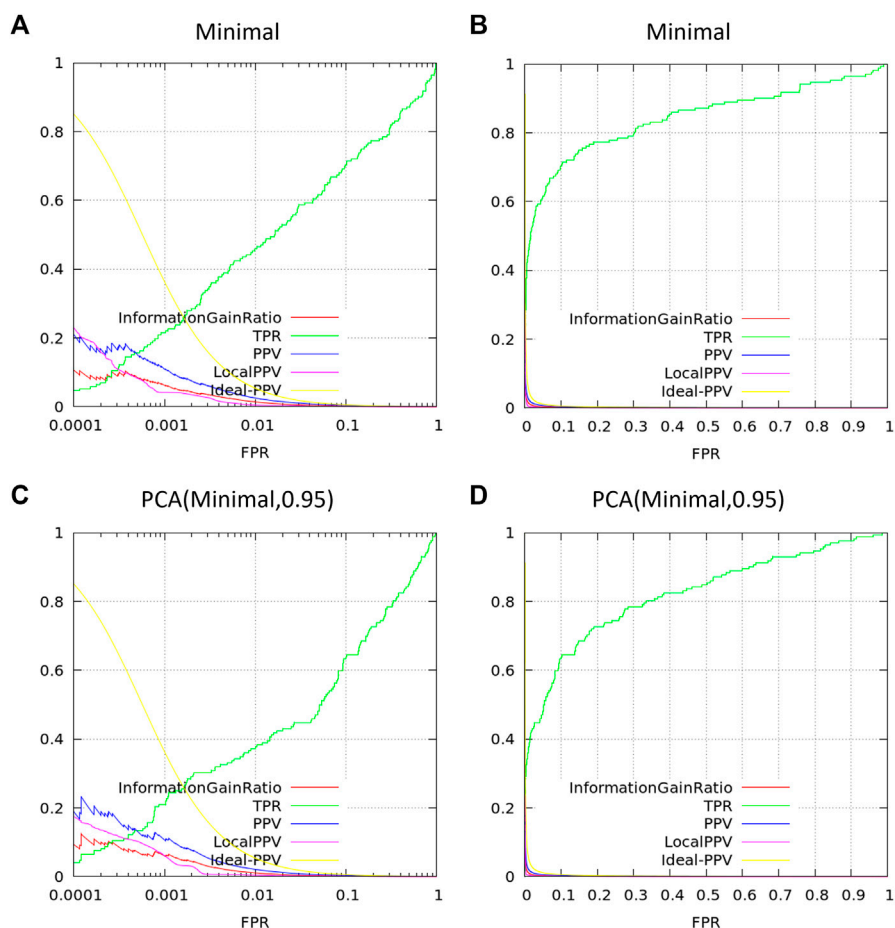 A
Minimal
1
0.8
0.6
0.4
0.2
0
InformationGainRatio
TPR
PPV
LocalPPV
Ideal-PPV
0.0001 0.001 0.01 0.1 1
FPR
B
Minimal
1
0.8
0.6
0.4
0.2
0
InformationGainRatio
TPR
PPV
LocalPPV
Ideal-PPV
0 0.1 0.2 0.3 0.4 0.5 0.6 0.7 0.8 0.9 1
FPR
C
PCA(Minimal,0.95)
1
0.8
0.6
0.4
0.2
0
InformationGainRatio
TPR
PPV
LocalPPV
Ideal-PPV
0.0001 0.001 0.01 0.1 1
FPR
D
PCA(Minimal,0.95)
1
0.8
0.6
0.4
0.2
0
InformationGainRatio
TPR
PPV
LocalPPV
Ideal-PPV
0 0.1 0.2 0.3 0.4 0.5 0.6 0.7 0.8 0.9 1
FPR